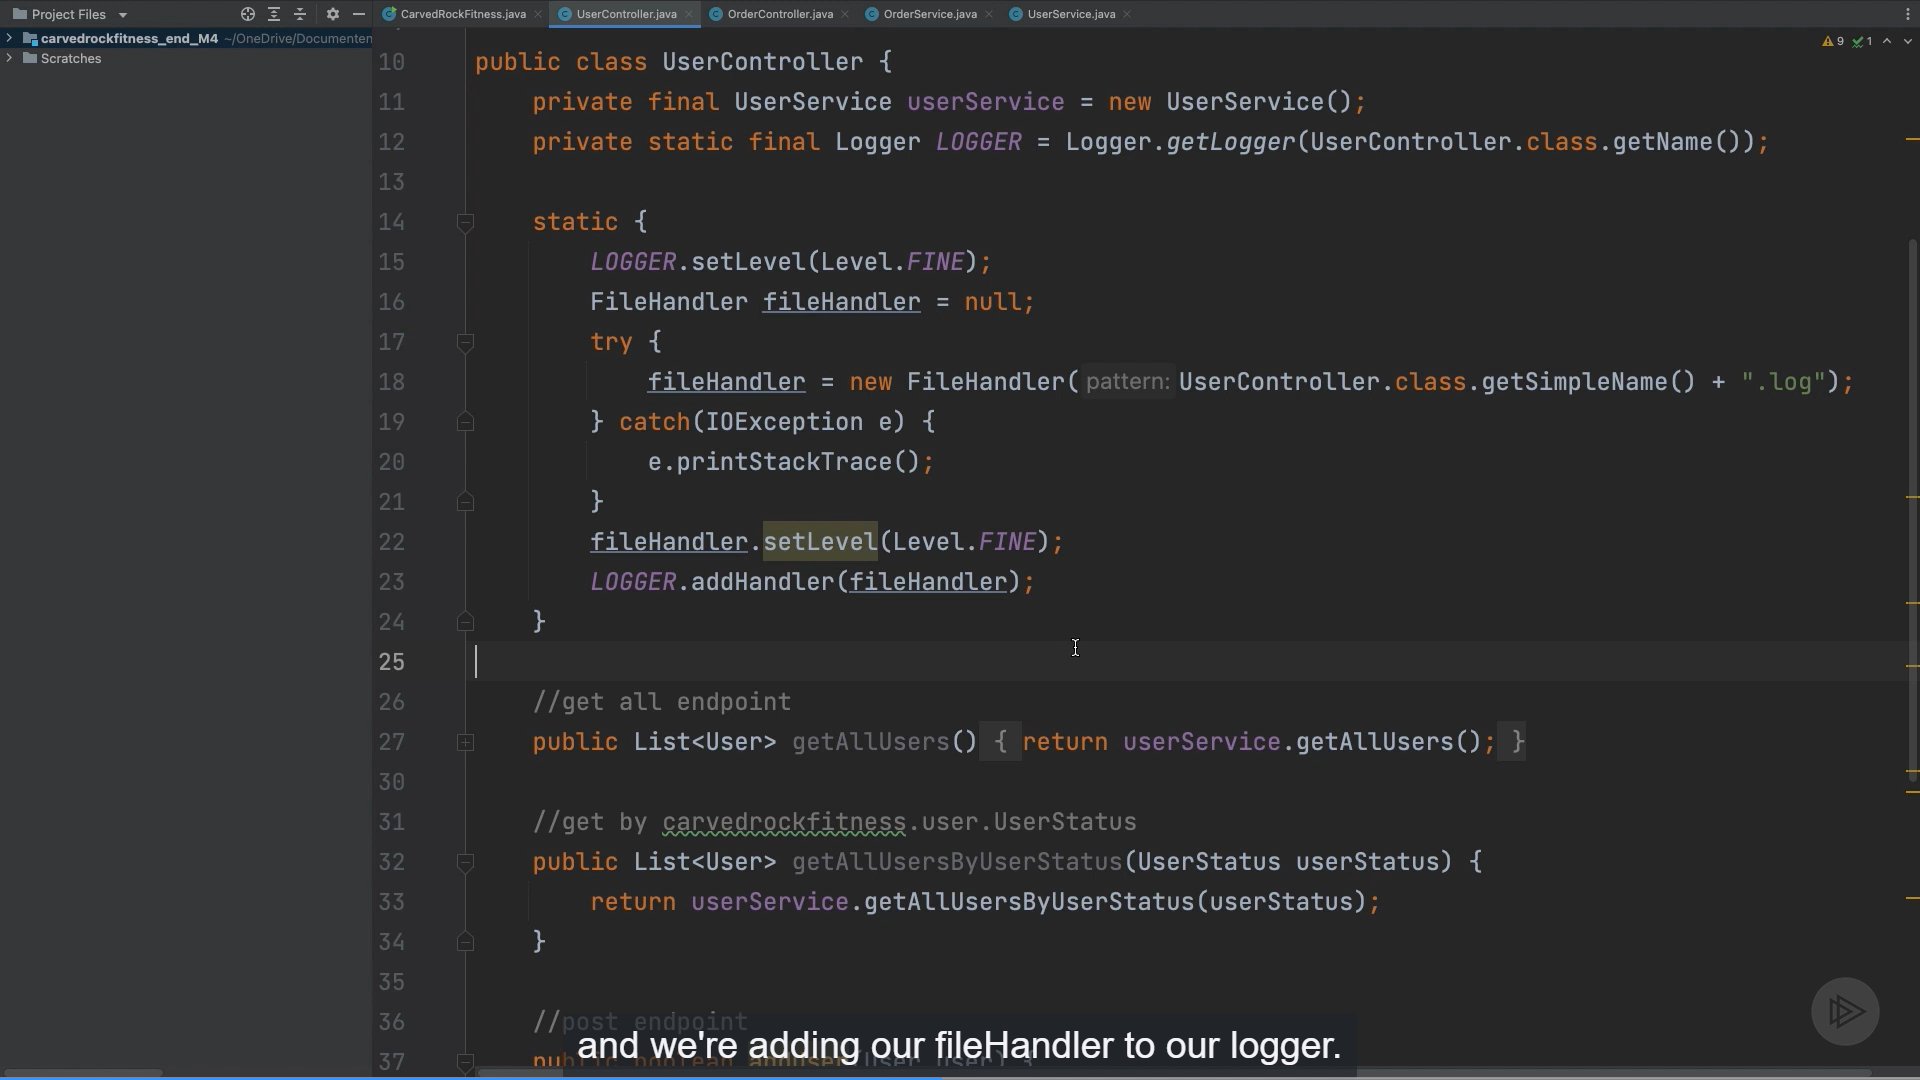 Project Files
CarvedRockFitness.java
UserController.java
OrderController.java
OrderService.java
UserService.java
carvedrockfitness_end_M4 ~/OneDrive/Documenten
Scratches
9 1
10 public class UserController {
11 private final UserService userService = new UserService();
12 private static final Logger LOGGER = Logger.getLogger(UserController.class.getName());
13
14 static {
15 LOGGER.setLevel(Level.FINE);
16 FileHandler fileHandler = null;
17 try {
18 fileHandler = new FileHandler( pattern: UserController.class.getSimpleName() + ".log");
19 } catch(IOException e) {
20 e.printStackTrace();
21 }
22 fileHandler.setLevel(Level.FINE);
23 LOGGER.addHandler(fileHandler);
24 }
25
26 //get all endpoint
27 public List<User> getAllUsers() { return userService.getAllUsers(); }
30
31 //get by carvedrockfitness.user.UserStatus
32 public List<User> getAllUsersByUserStatus(UserStatus userStatus) {
33 return userService.getAllUsersByUserStatus(userStatus);
34 }
35
36 //post endpoint
37 public boolean addUser(User user) {
and we're adding our fileHandler to our logger.